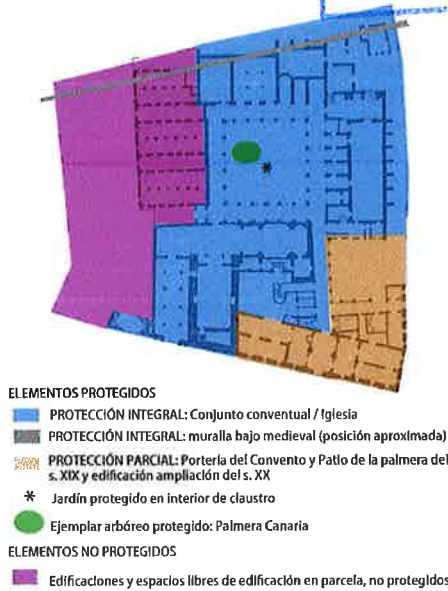 ELEMENTOS PROTEGIDOS
PROTECCIÓN INTEGRAL: Conjunto conventual / Iglesia
PROTECCIÓN INTEGRAL: muralla bajo medieval (posición aproximada)
PROTECCIÓN PARCIAL: Portería del Convento y Patio de la palmera del
s. XIX y edificación ampliación del s. XX
* Jardín protegido en interior de claustro
Ejemplar arbóreo protegido: Palmera Canaria
ELEMENTOS NO PROTEGIDOS
Edificaciones y espacios libres de edificación en parcela, no protegidos